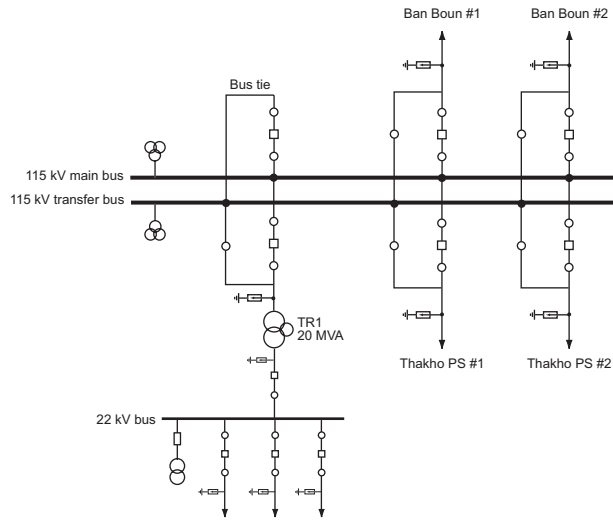 Ban Boun #1
Ban Boun #2
Bus tie
115 kV main bus
115 kV transfer bus
TR1
20 MVA
Thakho PS #1
Thakho PS #2
22 kV bus